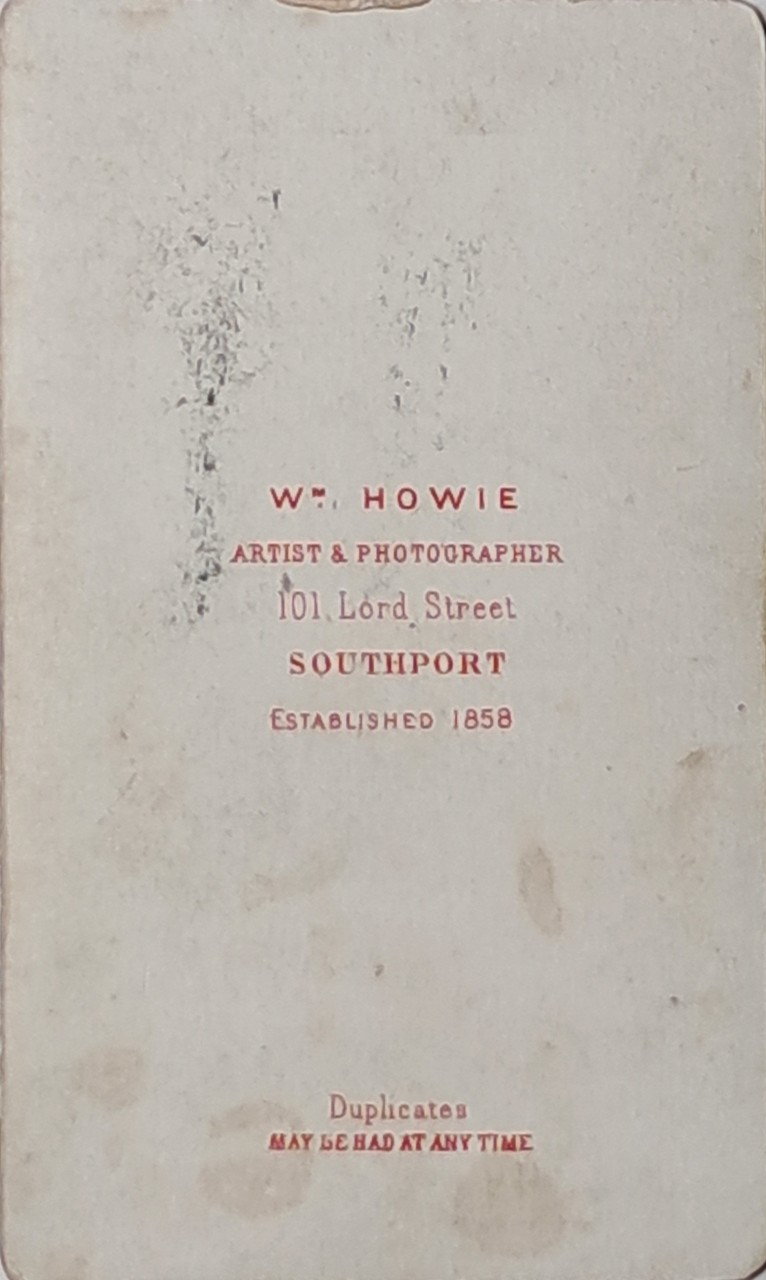 Wm. HOWIE
ARTIST & PHOTOGRAPHER
101, Lord Street
SOUTHPORT
ESTABLISHED 1858
Duplicates
MAY BE HAD AT ANY TIME